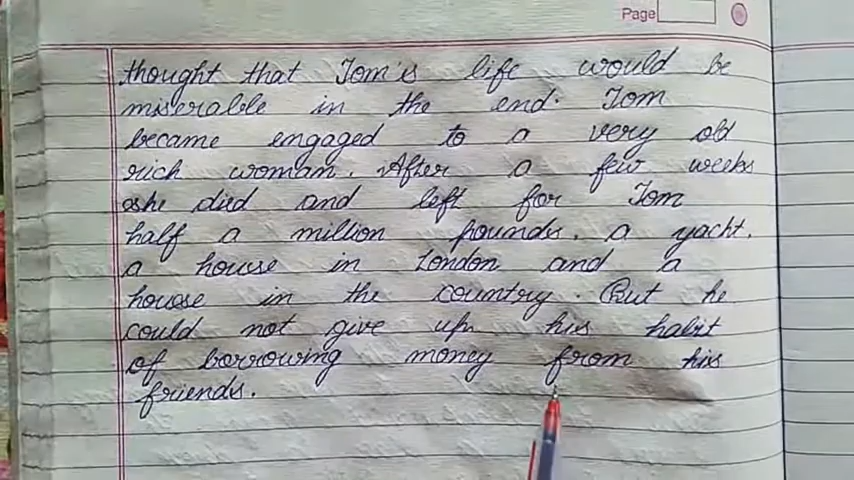 Page
thought that Tom's life would be
miserable in the end. Tom
became engaged to a very old
rich woman. After a few weeks
she died and left for Tom
half a million pounds. a yacht.
a house in London and a
house in the country. But he
could not give up his habit
of borrowing money from his
friends.